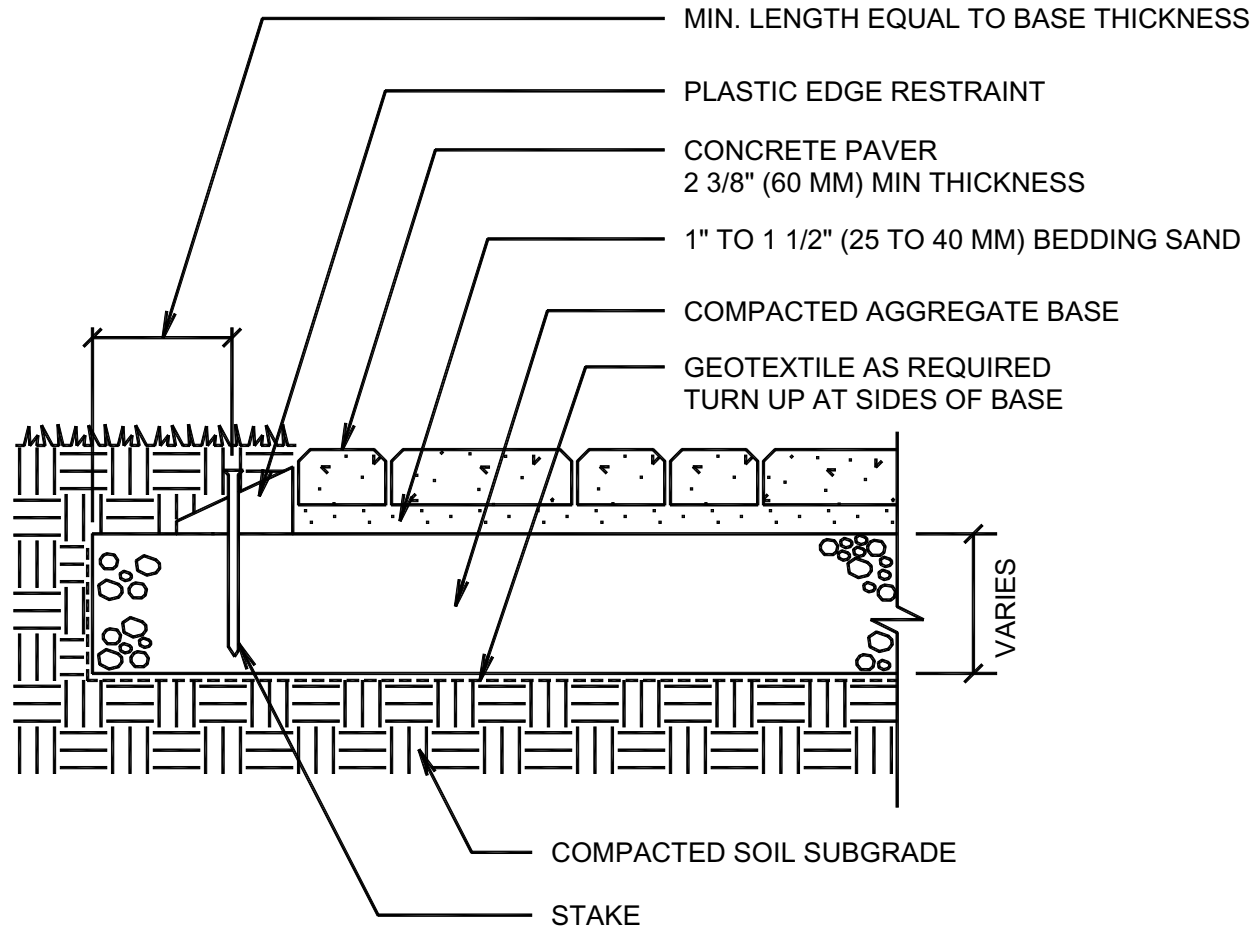 MIN. LENGTH EQUAL TO BASE THICKNESS
PLASTIC EDGE RESTRAINT
CONCRETE PAVER
2 3/8" (60 MM) MIN THICKNESS
1" TO 1 1/2" (25 TO 40 MM) BEDDING SAND
COMPACTED AGGREGATE BASE
GEOTEXTILE AS REQUIRED
TURN UP AT SIDES OF BASE
VARIES
COMPACTED SOIL SUBGRADE
STAKE